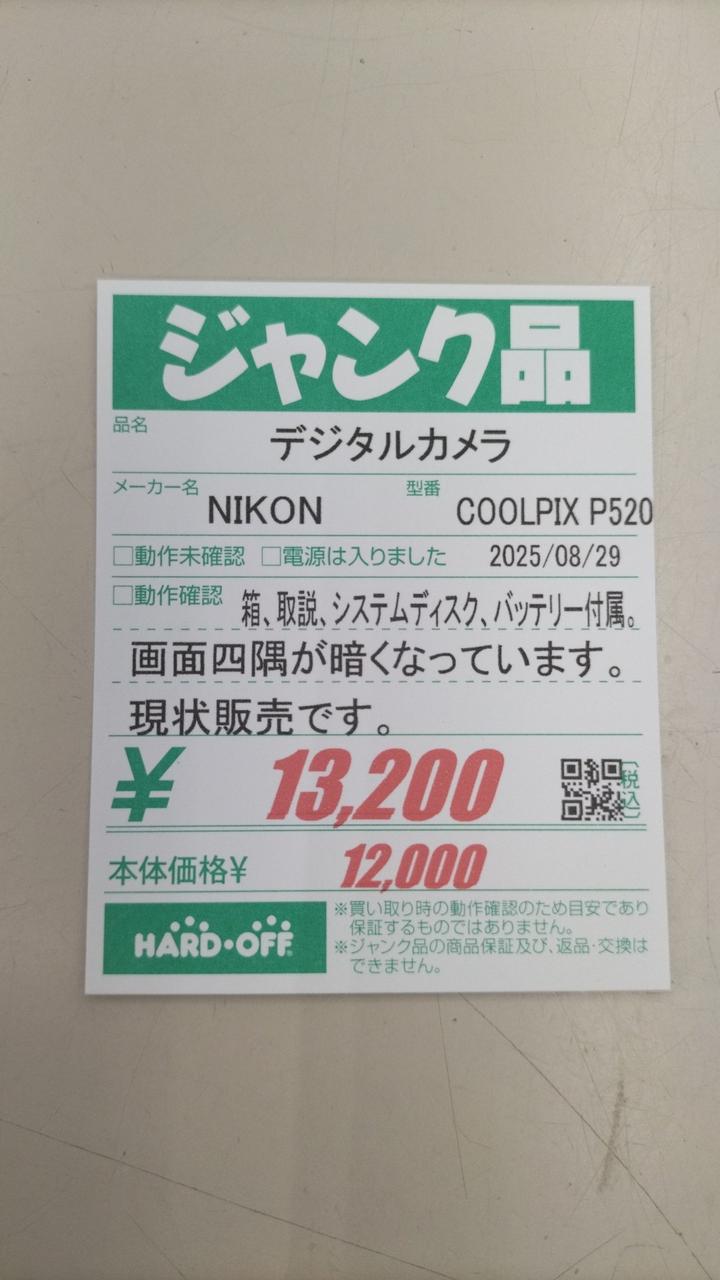 ジャンク品
品名
デジタルカメラ
メーカー名 NIKON 型番 COOLPIX P520
□動作未確認 □電源は入りました 2025/08/29
□動作確認 箱、取説、システムディスク、バッテリー付属。
画面四隅が暗くなっています。
現状販売です。
¥ 13,200 (税込)
本体価格¥ 12,000
HARD・OFF
※買い取り時の動作確認のため目安であり
保証するものではありません。
※ジャンク品の商品保証及び、返品・交換は
できません。